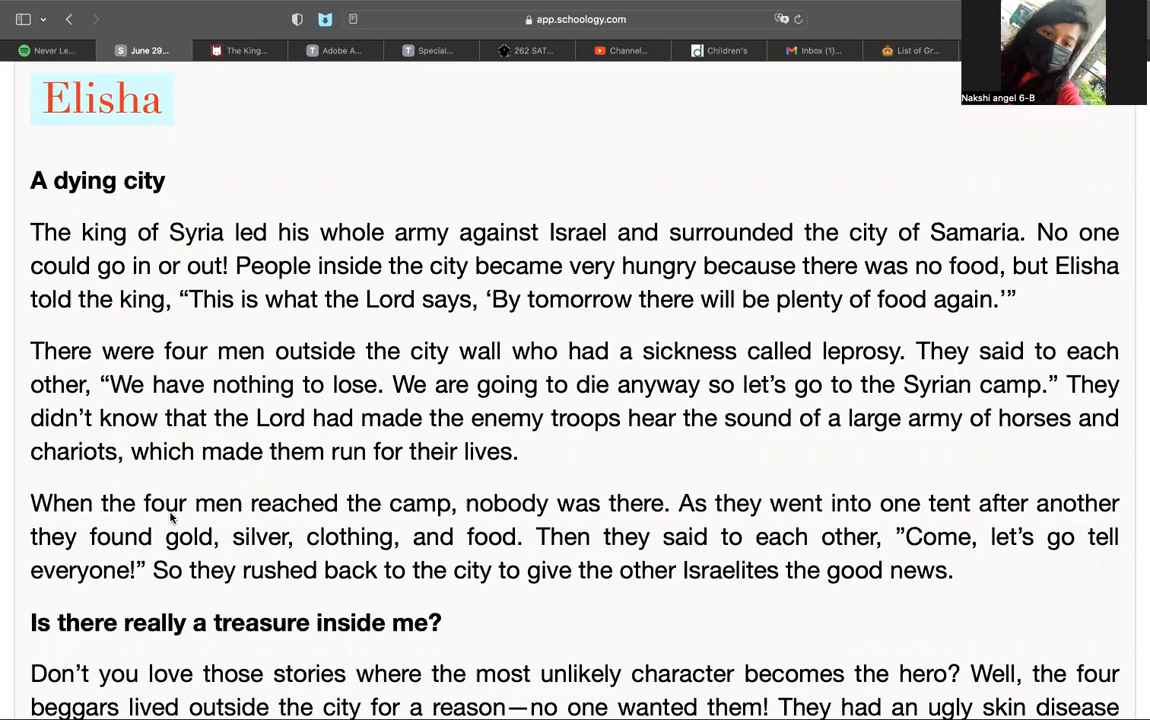 app.schoology.com
Never Le...
June 29...
The King...
Adobe A...
Special...
262 SAT...
Channel...
Children's
Inbox (1)...
List of Gr...
Nakshi angel 6-B
Elisha
A dying city
The king of Syria led his whole army against Israel and surrounded the city of Samaria. No one
could go in or out! People inside the city became very hungry because there was no food, but Elisha
told the king, “This is what the Lord says, ‘By tomorrow there will be plenty of food again.’”
There were four men outside the city wall who had a sickness called leprosy. They said to each
other, “We have nothing to lose. We are going to die anyway so let’s go to the Syrian camp.” They
didn’t know that the Lord had made the enemy troops hear the sound of a large army of horses and
chariots, which made them run for their lives.
When the four men reached the camp, nobody was there. As they went into one tent after another
they found gold, silver, clothing, and food. Then they said to each other, ”Come, let’s go tell
everyone!” So they rushed back to the city to give the other Israelites the good news.
Is there really a treasure inside me?
Don’t you love those stories where the most unlikely character becomes the hero? Well, the four
beggars lived outside the city for a reason—no one wanted them! They had an ugly skin disease